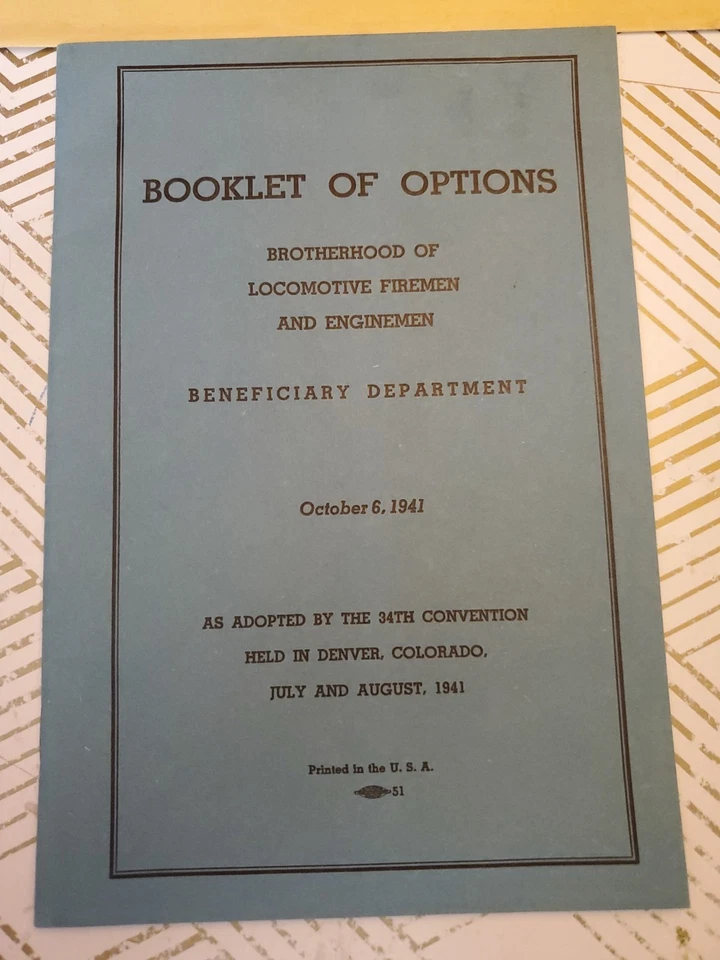 BOOKLET OF OPTIONS
BROTHERHOOD OF
LOCOMOTIVE FIREMEN
AND ENGINEMEN
BENEFICIARY DEPARTMENT
October 6, 1941
AS ADOPTED BY THE 34TH CONVENTION
HELD IN DENVER, COLORADO,
JULY AND AUGUST, 1941
Printed in the U. S. A.
51